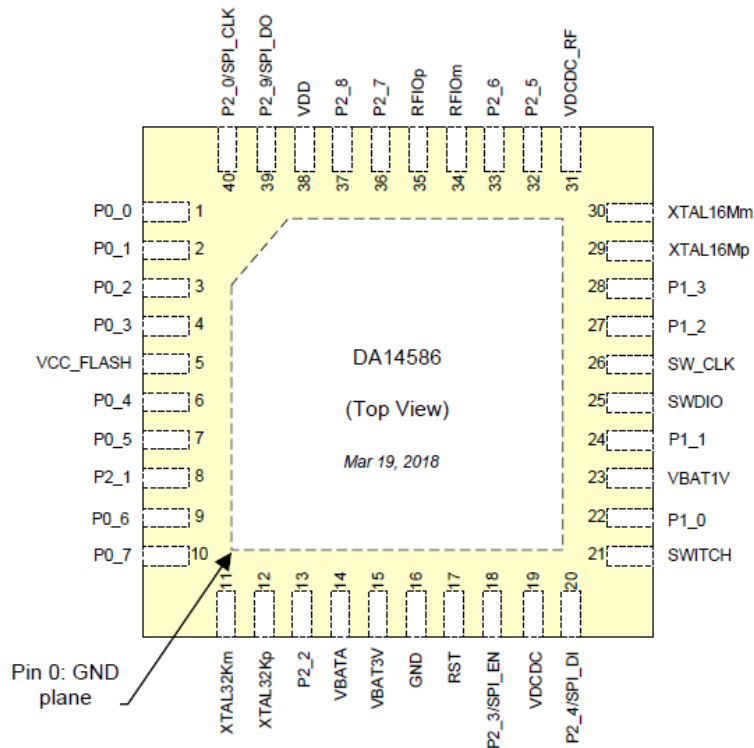 P2_0/SPI_CLK
P2_9/SPI_DO
VDD
P2_8
P2_7
RFIOp
RFIOm
P2_6
P2_5
VDCDC_RF
40
39
38
37
36
35
34
33
32
31
P0_0 1
P0_1 2
P0_2 3
P0_3 4
VCC_FLASH 5
P0_4 6
P0_5 7
P2_1 8
P0_6 9
P0_7 10
30 XTAL16Mm
29 XTAL16Mp
28 P1_3
27 P1_2
26 SW_CLK
25 SWDIO
24 P1_1
23 VBAT1V
22 P1_0
21 SWITCH
DA14586
(Top View)
Mar 19, 2018
11
12
13
14
15
16
17
18
19
20
XTAL32Km
XTAL32Kp
P2_2
VBATA
VBAT3V
GND
RST
P2_3/SPI_EN
VDCDC
P2_4/SPI_DI
Pin 0: GND
plane